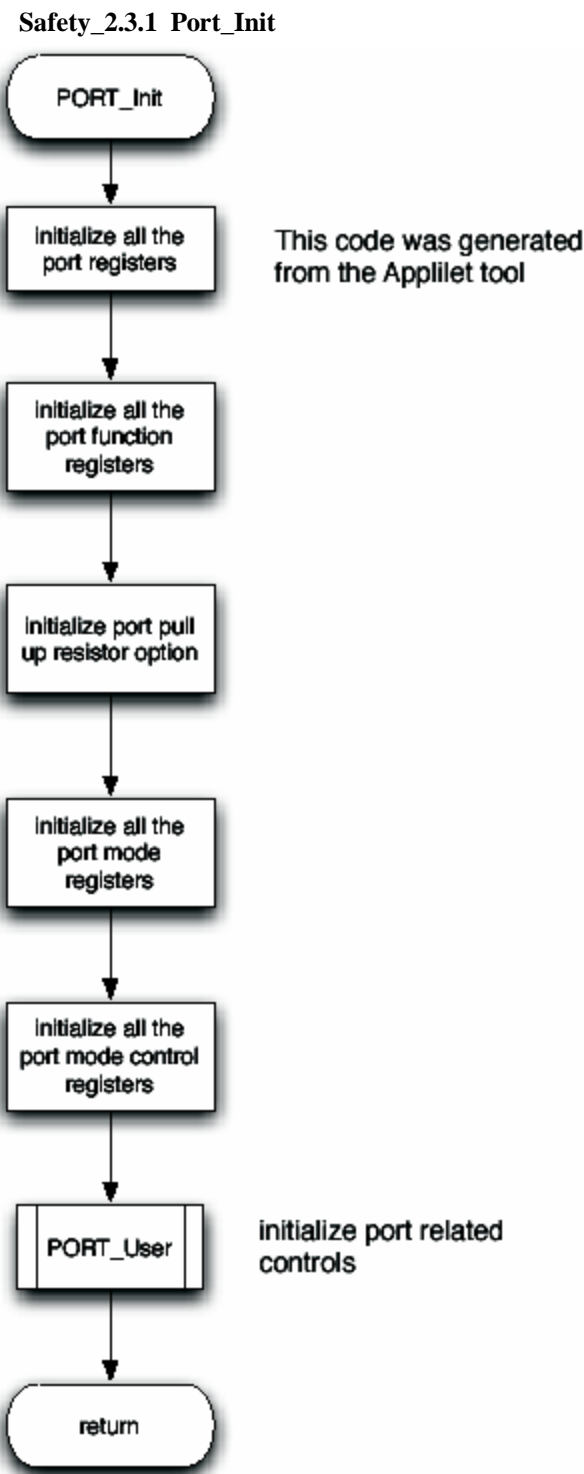 Safety_2.3.1 Port_Init
PORT_Init
initialize all the
port registers
This code was generated
from the Applilet tool
initialize all the
port function
registers
initialize port pull
up resistor option
initialize all the
port mode
registers
initialize all the
port mode control
registers
PORT_User
initialize port related
controls
return